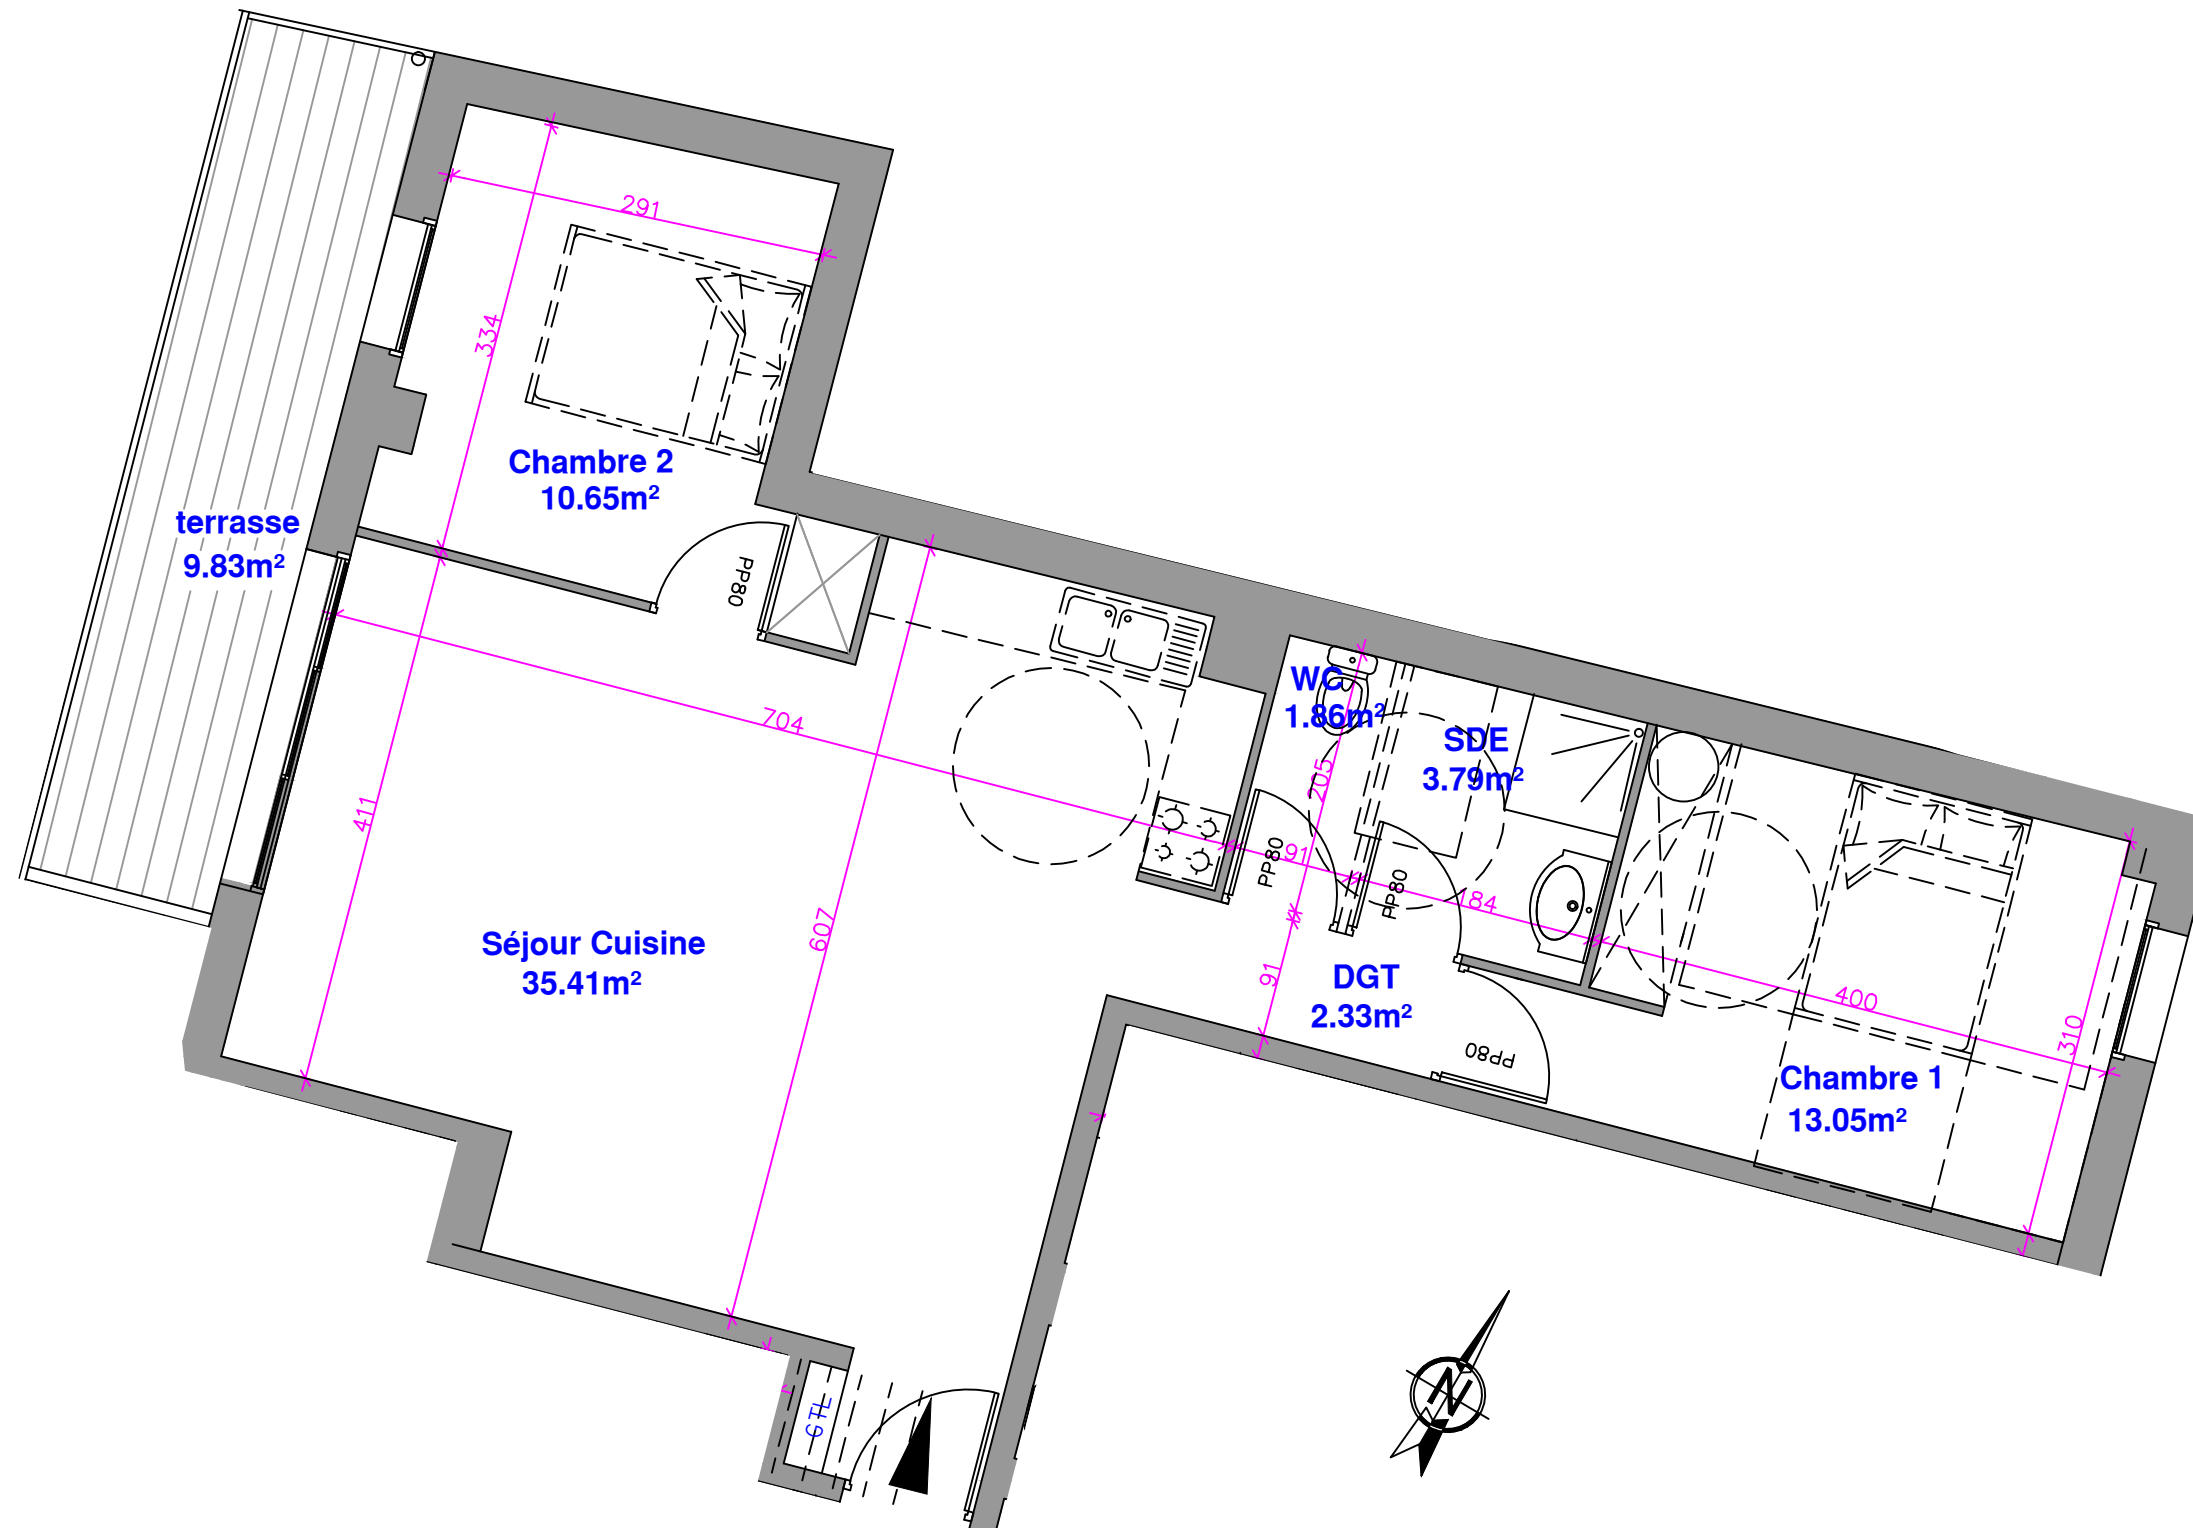 291
334
Chambre 2
10.65m²
terrasse
9.83m²
PP80
704
WC
1.86m²
SDE
3.79m²
205
411
91
PP80
PP80
184
607
Séjour Cuisine
35.41m²
91
DGT
2.33m²
400
310
PP80
Chambre 1
13.05m²
GTL
N